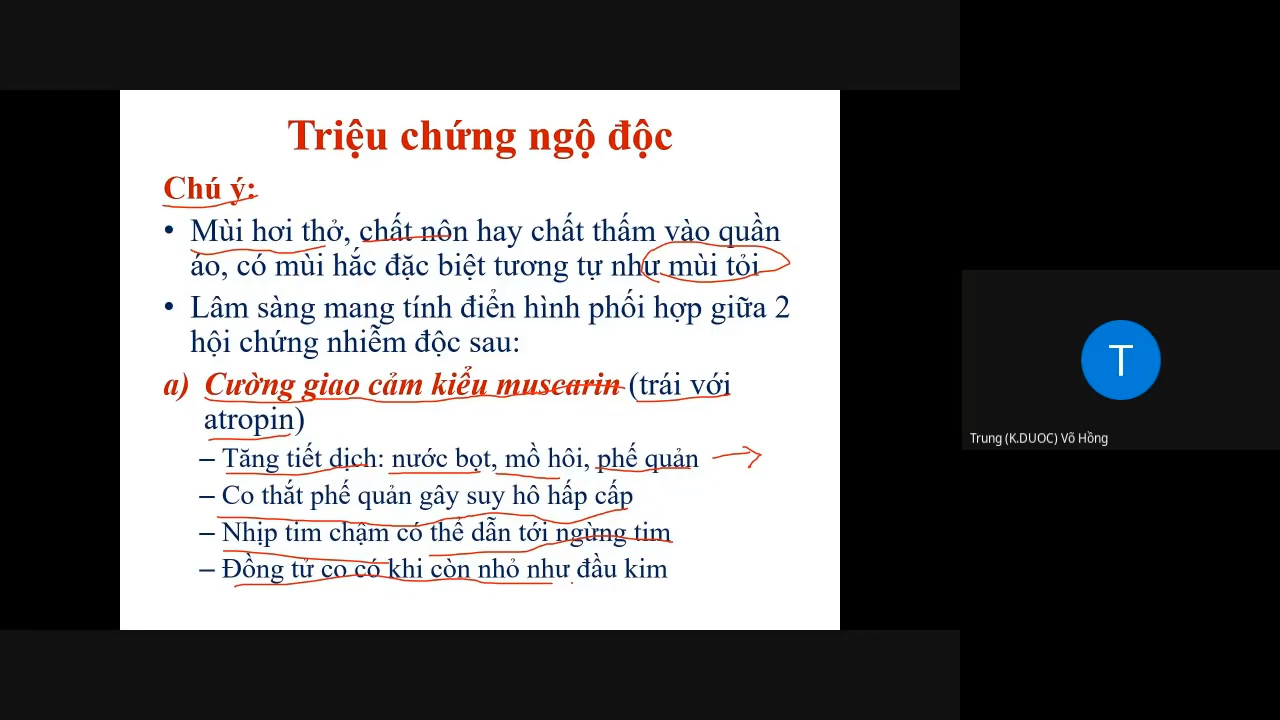 Triệu chứng ngộ độc
Chú ý:
• Mùi hơi thở, chất nôn hay chất thấm vào quần
áo, có mùi hắc đặc biệt tương tự như mùi tỏi
• Lâm sàng mang tính điển hình phối hợp giữa 2
hội chứng nhiễm độc sau:
a) Cường giao cảm kiểu muscarin (trái với
atropin)
– Tăng tiết dịch: nước bọt, mồ hôi, phế quản
– Co thắt phế quản gây suy hô hấp cấp
– Nhịp tim chậm có thể dẫn tới ngừng tim
– Đồng tử co có khi còn nhỏ như đầu kim
T
Trung (K.DUOC) Võ Hồng